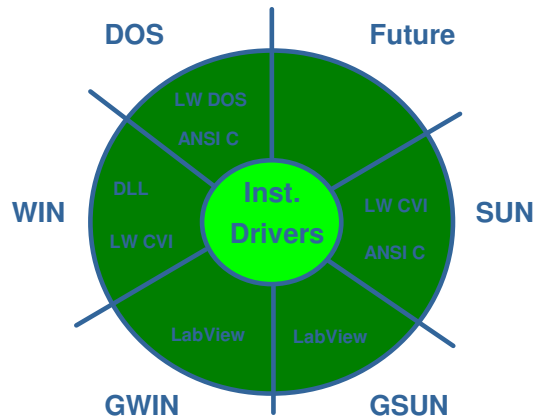 DOS
Future
LW DOS
ANSI C
DLL
LW CVI
WIN
Inst.
Drivers
LW CVI
ANSI C
SUN
LabView
LabView
GWIN
GSUN